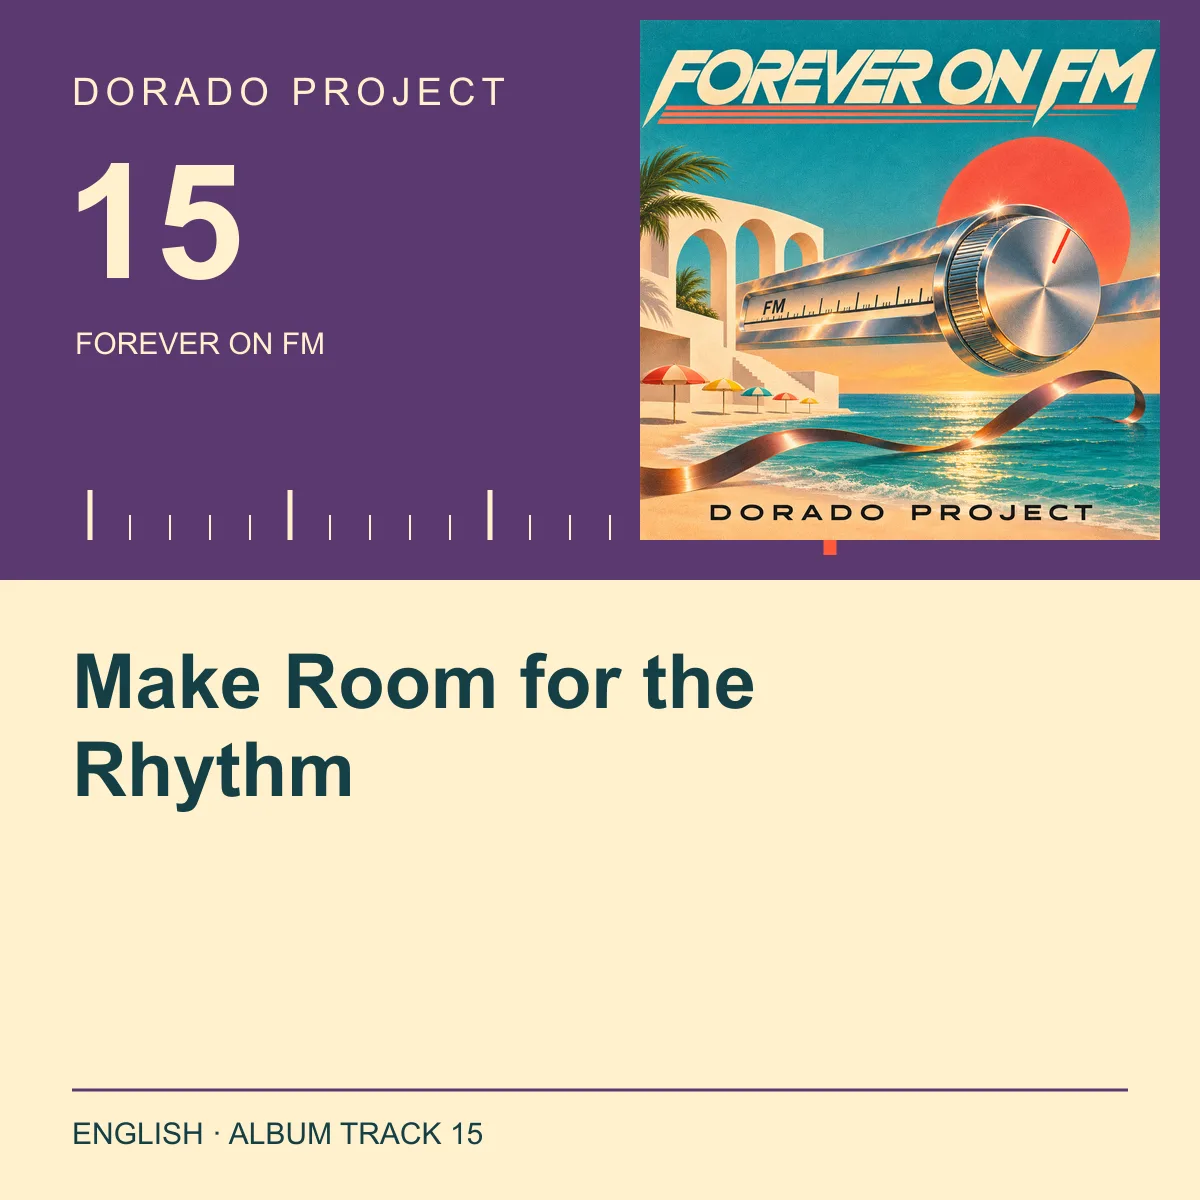 DORADO PROJECT
15
FOREVER ON FM
FOREVER ON FM
FM
DORADO PROJECT
Make Room for the
Rhythm
ENGLISH · ALBUM TRACK 15